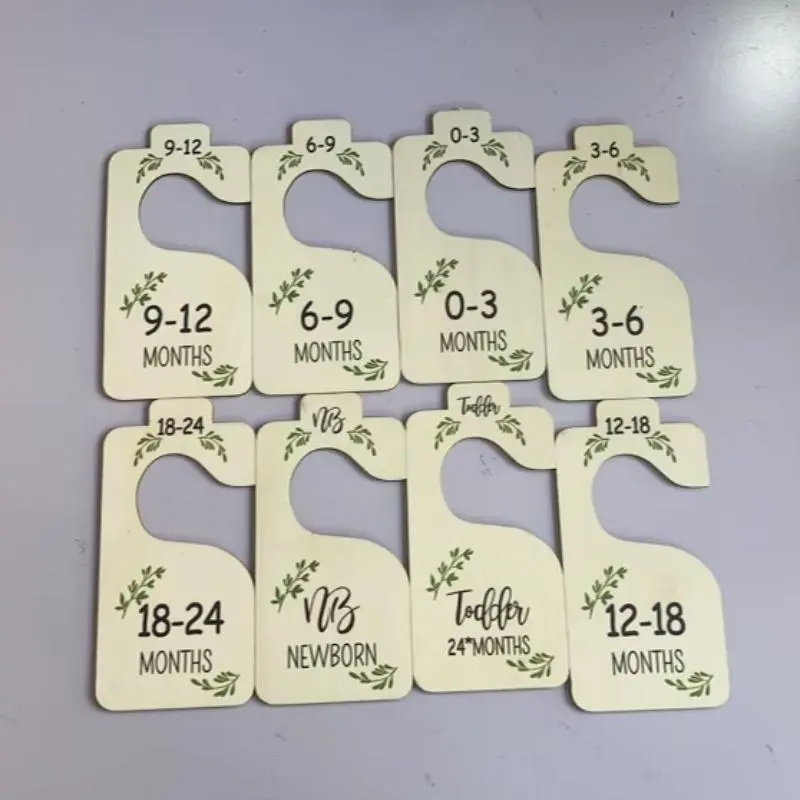 9-12
9-12
MONTHS
6-9
6-9
MONTHS
0-3
0-3
MONTHS
3-6
3-6
MONTHS
18-24
18-24
MONTHS
NB
NB
NEWBORN
Toddler
Toddler
24*MONTHS
12-18
12-18
MONTHS